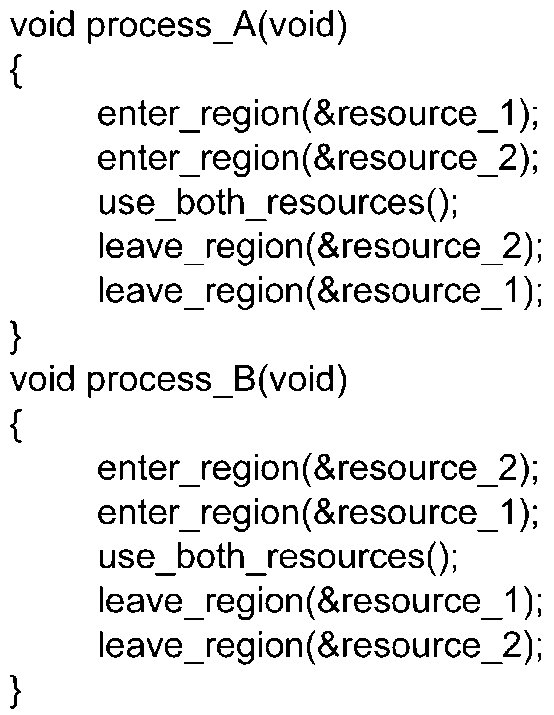 void process_A(void)
{
enter_region(&resource_1);
enter_region(&resource_2);
use_both_resources();
leave_region(&resource_2);
leave_region(&resource_1);
}
void process_B(void)
{
enter_region(&resource_2);
enter_region(&resource_1);
use_both_resources();
leave_region(&resource_1);
leave_region(&resource_2);
}